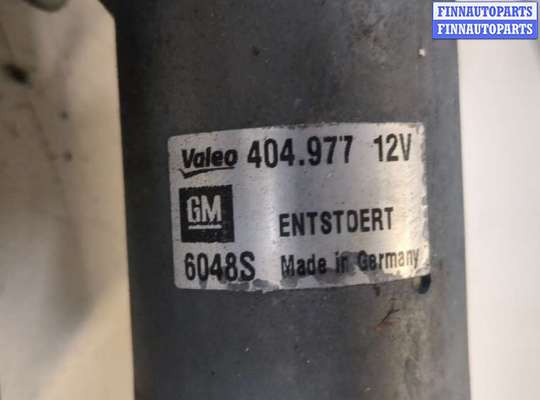 FINNAUTOPARTS
FINNAUTOPARTS
Valeo 404.977 12V
GM
ENTSTOERT
6048S Made in Germany